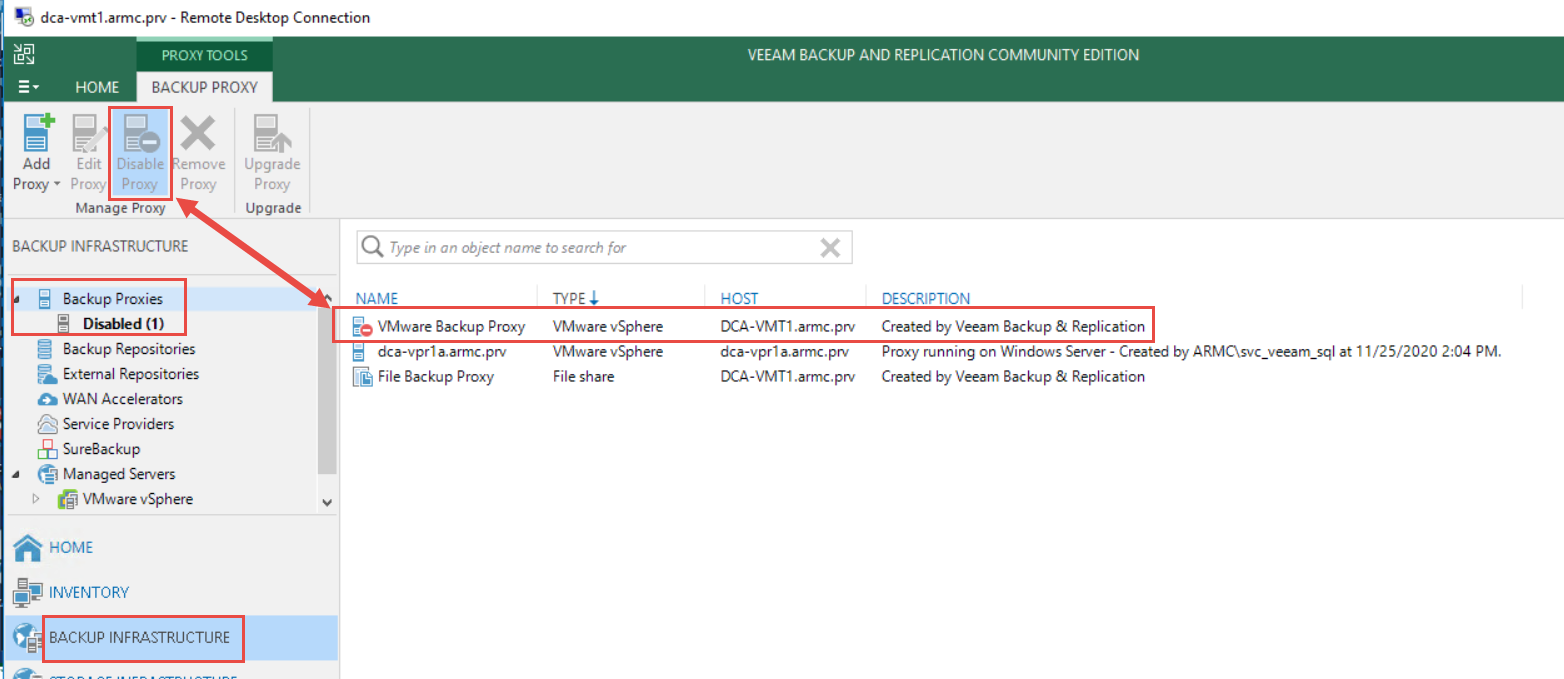 dca-vmt1.armc.prv - Remote Desktop Connection
PROXY TOOLS
VEEAM BACKUP AND REPLICATION COMMUNITY EDITION
HOME
BACKUP PROXY
Add Proxy
Edit Proxy
Disable Proxy
Remove Proxy
Upgrade Proxy
Manage Proxy
Upgrade
BACKUP INFRASTRUCTURE
Type in an object name to search for
Backup Proxies
Disabled (1)
Backup Repositories
External Repositories
WAN Accelerators
Service Providers
SureBackup
Managed Servers
VMware vSphere
NAME TYPE HOST DESCRIPTION
VMware Backup Proxy VMware vSphere DCA-VMT1.armc.prv Created by Veeam Backup & Replication
dca-vpr1a.armc.prv VMware vSphere dca-vpr1a.armc.prv Proxy running on Windows Server - Created by ARMC\svc_veeam_sql at 11/25/2020 2:04 PM.
File Backup Proxy File share DCA-VMT1.armc.prv Created by Veeam Backup & Replication
HOME
INVENTORY
BACKUP INFRASTRUCTURE
STORAGE INFRASTRUCTURE